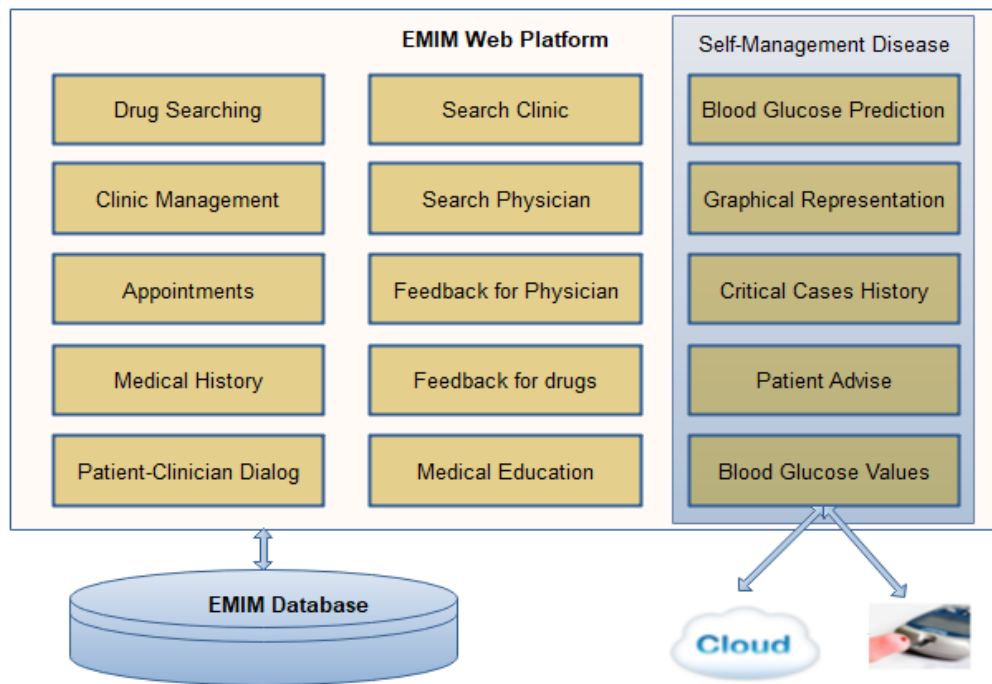 EMIM Web Platform
Self-Management Disease
Drug Searching
Search Clinic
Blood Glucose Prediction
Clinic Management
Search Physician
Graphical Representation
Appointments
Feedback for Physician
Critical Cases History
Medical History
Feedback for drugs
Patient Advise
Patient-Clinician Dialog
Medical Education
Blood Glucose Values
EMIM Database
Cloud